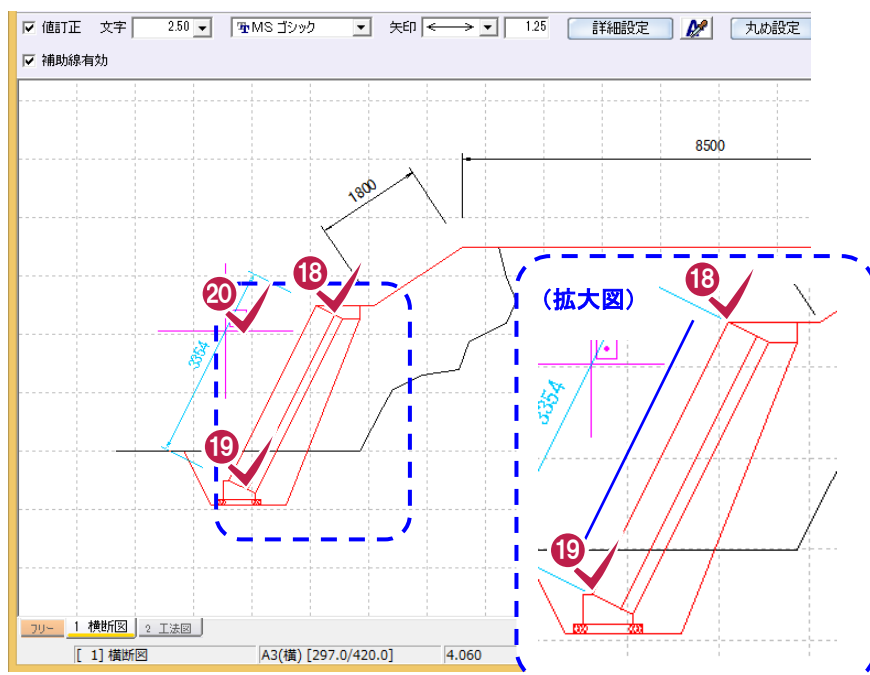 値訂正 文字 2.50 MS ゴシック 矢印 1.25 詳細設定 丸め設定
補助線有効
8500
1800
18
20
3354
19
(拡大図)
18
3354
19
フリー 1 横断図 2 工法図
[ 1] 横断図 A3(横) [297.0/420.0] 4.060